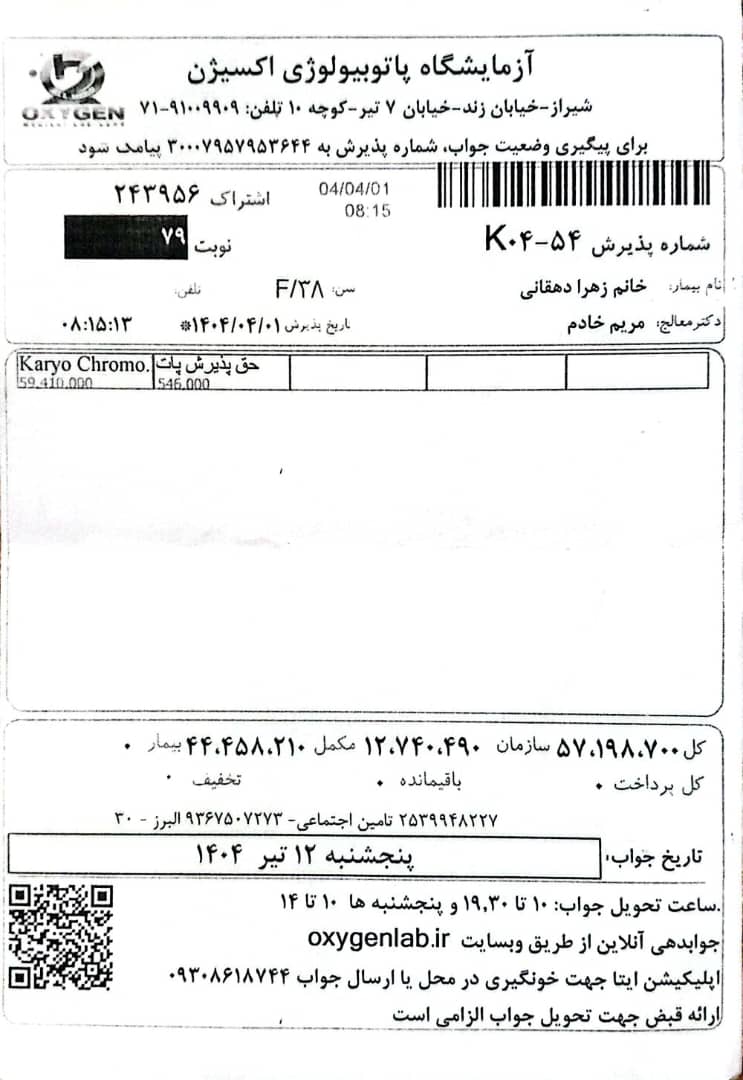 آزمایشگاه پاتوبیولوژی اکسیژن
OXYGEN
شیراز-خیابان زند-خیابان ۷ تیر-کوچه ۱۰ تلفن: ۹۱۰۰۹۹۰۹-۷۱
برای پیگیری وضعیت جواب، شماره پذیرش به ۳۰۰۰۷۹۵۷۹۵۳۶۴۴ پیامک شود
اشتراک ۲۴۳۹۵۶
04/04/01
08:15
نوبت ۷۹
شماره پذیرش K۰۴-۵۴
نام بیمار: خانم زهرا دهقانی سن: F/۳۸ تلفن:
دکتر معالج: مریم خادم تاریخ پذیرش ۱۴۰۴/۰۴/۰۱* ۰۸:۱۵:۱۳
Karyo Chromo. حق پذیرش پات
59,410,000 546,000
کل ۵۷،۱۹۸،۷۰۰ سازمان ۱۲،۷۴۰،۴۹۰ مکمل ۴۴،۴۵۸،۲۱۰ بیمار ۰
کل پرداخت ۰ باقیمانده ۰ تخفیف ۰
۲۵۳۹۹۴۸۲۲۷ تامین اجتماعی- ۹۳۶۷۵۰۷۲۷۳ البرز - ۳۰
تاریخ جواب: پنجشنبه ۱۲ تیر ۱۴۰۴
ساعت تحویل جواب: ۱۰ تا ۱۹,۳۰ و پنجشنبه ها ۱۰ تا ۱۴.
جوابدهی آنلاین از طریق وبسایت oxygenlab.ir
اپلیکیشن ایتا جهت خونگیری در محل یا ارسال جواب ۰۹۳۰۸۶۱۸۷۴۴
ارائه قبض جهت تحویل جواب الزامی است